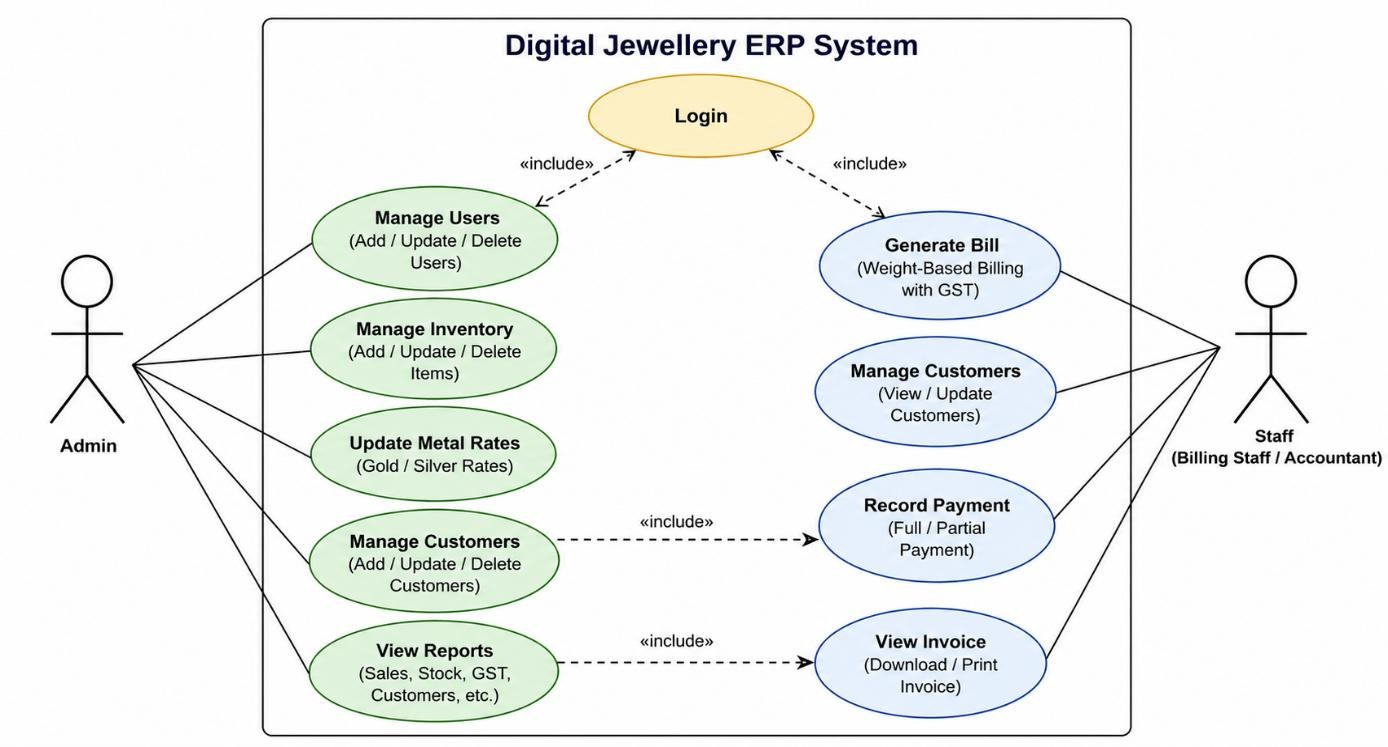 Digital Jewellery ERP System
Login
«include»
«include»
Manage Users
(Add / Update / Delete
Users)
Generate Bill
(Weight-Based Billing
with GST)
Manage Inventory
(Add / Update / Delete
Items)
Manage Customers
(View / Update
Customers)
Admin
Staff
(Billing Staff / Accountant)
Update Metal Rates
(Gold / Silver Rates)
Manage Customers
(Add / Update / Delete
Customers)
«include»
Record Payment
(Full / Partial
Payment)
View Reports
(Sales, Stock, GST,
Customers, etc.)
«include»
View Invoice
(Download / Print
Invoice)